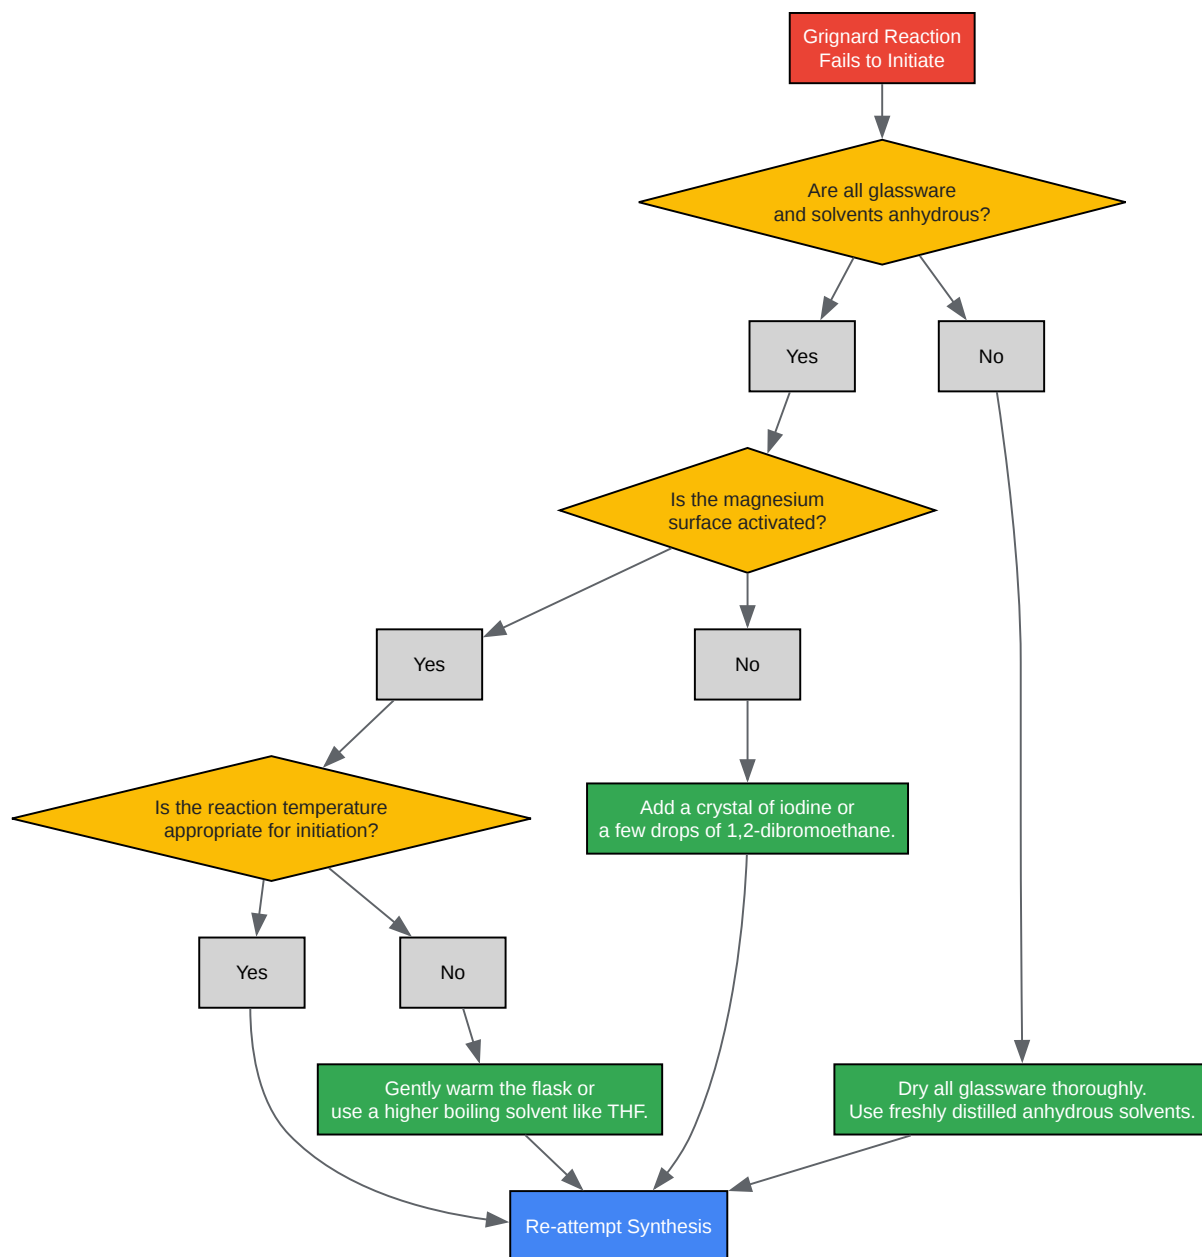 Grignard Reaction
Fails to Initiate
Are all glassware
and solvents anhydrous?
Yes
No
Is the magnesium
surface activated?
Yes
No
Is the reaction temperature
appropriate for initiation?
Add a crystal of iodine or
a few drops of 1,2-dibromoethane.
Yes
No
Gently warm the flask or
use a higher boiling solvent like THF.
Dry all glassware thoroughly.
Use freshly distilled anhydrous solvents.
Re-attempt Synthesis